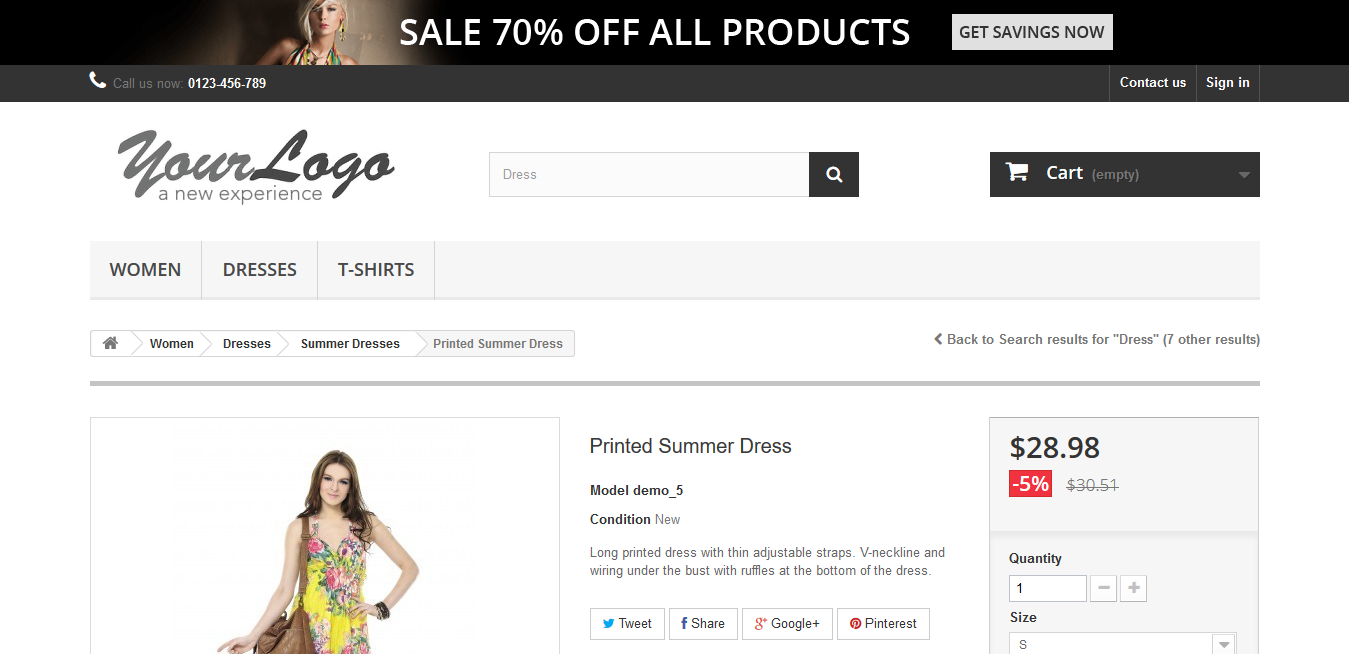 SALE 70% OFF ALL PRODUCTS
GET SAVINGS NOW
Call us now: 0123-456-789
Contact us
Sign in
YourLogo
a new experience
Dress
Cart (empty)
WOMEN
DRESSES
T-SHIRTS
Women
Dresses
Summer Dresses
Printed Summer Dress
Back to Search results for "Dress" (7 other results)
Printed Summer Dress
Model demo_5
Condition New
Long printed dress with thin adjustable straps. V-neckline and
wiring under the bust with ruffles at the bottom of the dress.
Tweet
Share
Google+
Pinterest
$28.98
-5% $30.51
Quantity
1
Size
S